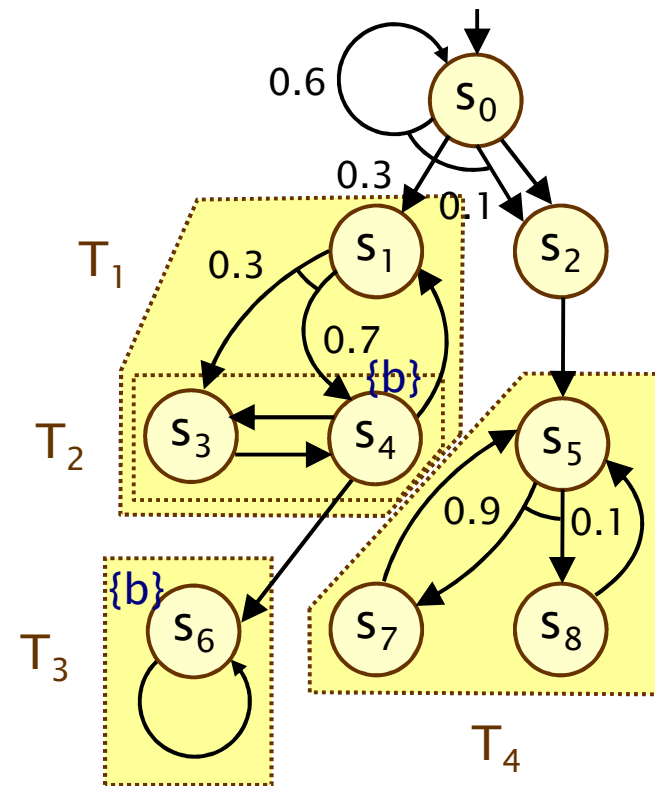 s₀
0.6
0.3
0.1
T₁
s₁
s₂
0.3
0.7
{b}
T₂
s₃
s₄
s₅
0.9
0.1
{b}
s₆
s₇
s₈
T₃
T₄